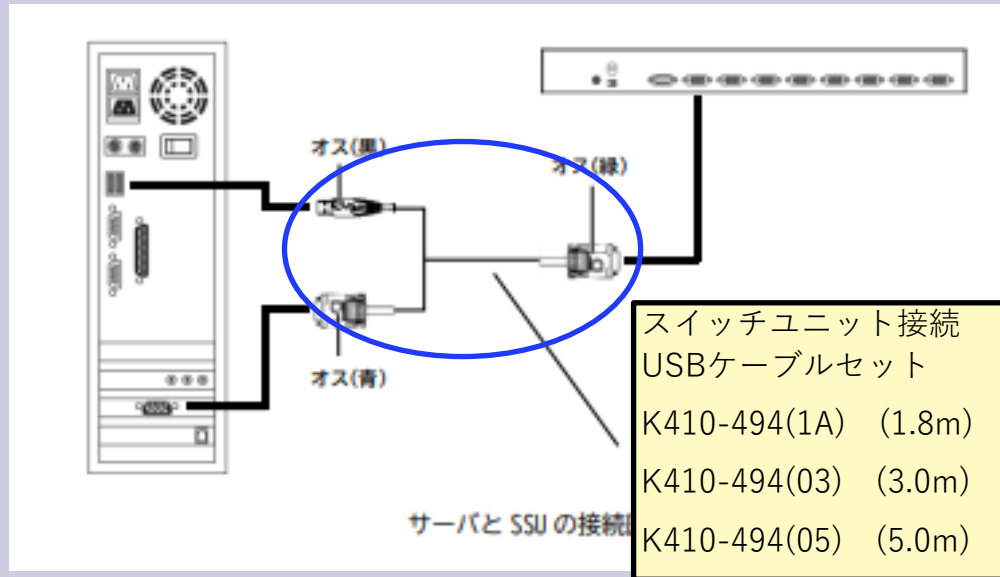 オス(黒)
オス(緑)
オス(青)
スイッチユニット接続
USBケーブルセット
K410-494(1A) (1.8m)
K410-494(03) (3.0m)
K410-494(05) (5.0m)
サーバと SSU の接続